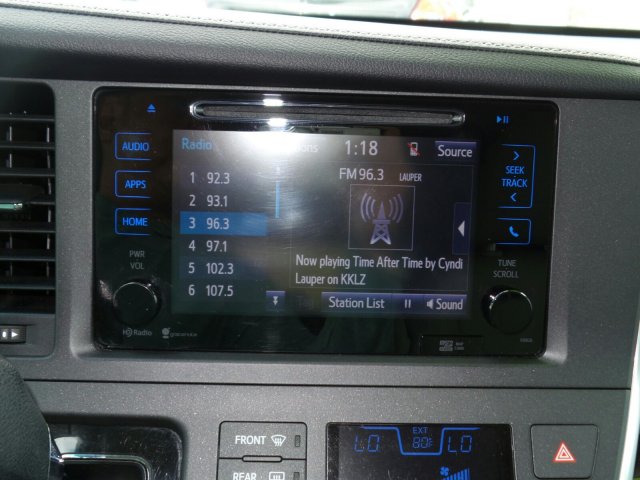 AUDIO
APPS
HOME
PWR
VOL
HD Radio
gracenote
Radio
1:18
Source
1 92.3
2 93.1
3 96.3
4 97.1
5 102.3
6 107.5
FM 96.3 LAUPER
Now playing Time After Time by Cyndi
Lauper on KKLZ
Tag
Station List
Sound
SEEK
TRACK
TUNE
SCROLL
FRONT
REAR
LO
EXT
80°F
LO